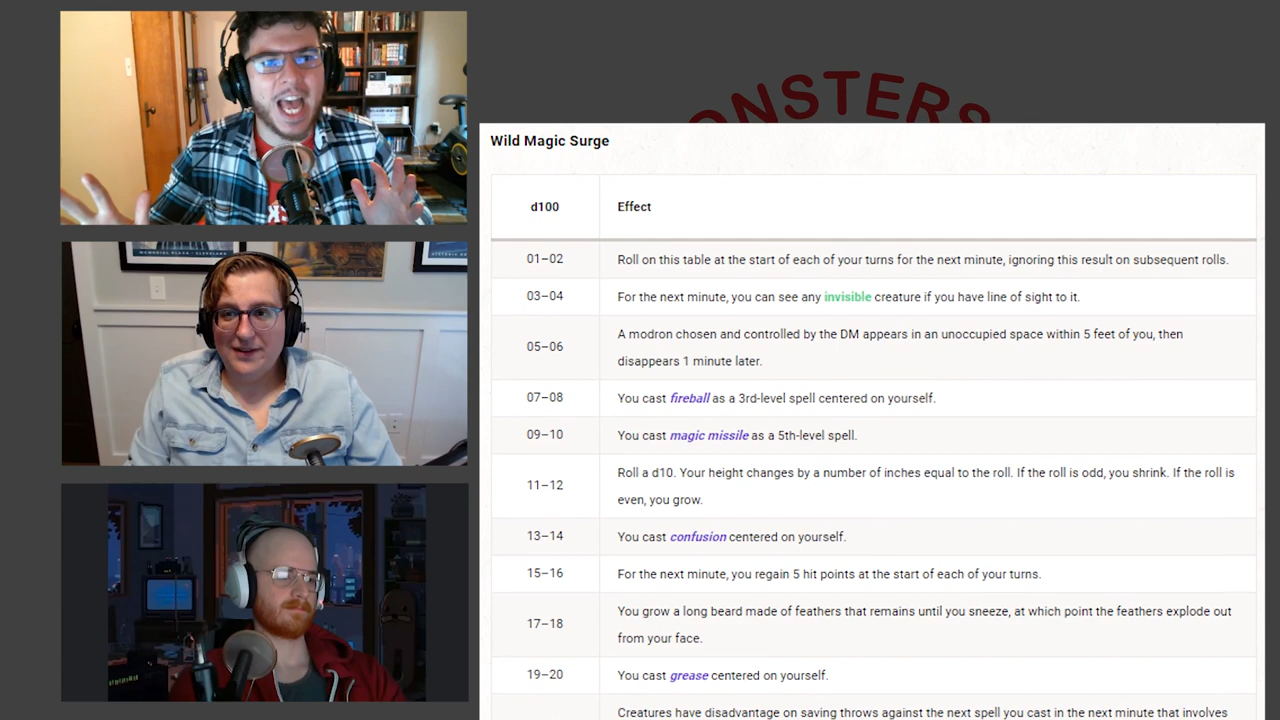 ONSTERS
Wild Magic Surge
d100 Effect
01–02 Roll on this table at the start of each of your turns for the next minute, ignoring this result on subsequent rolls.
03–04 For the next minute, you can see any invisible creature if you have line of sight to it.
05–06 A modron chosen and controlled by the DM appears in an unoccupied space within 5 feet of you, then
disappears 1 minute later.
07–08 You cast fireball as a 3rd-level spell centered on yourself.
09–10 You cast magic missile as a 5th-level spell.
11–12 Roll a d10. Your height changes by a number of inches equal to the roll. If the roll is odd, you shrink. If the roll is
even, you grow.
13–14 You cast confusion centered on yourself.
15–16 For the next minute, you regain 5 hit points at the start of each of your turns.
17–18 You grow a long beard made of feathers that remains until you sneeze, at which point the feathers explode out
from your face.
19–20 You cast grease centered on yourself.
Creatures have disadvantage on saving throws against the next spell you cast in the next minute that involves